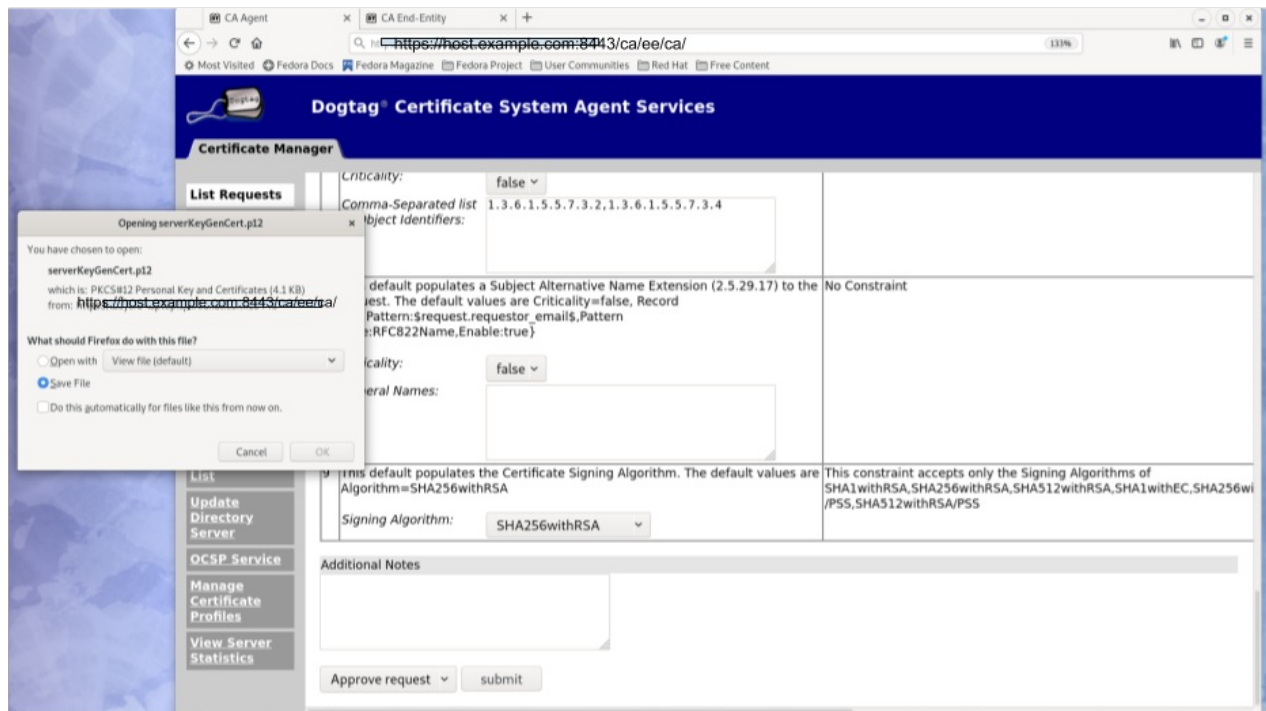 CA Agent
CA End-Entity
https://host.example.com:8443/ca/ee/ca/
133%
Most Visited
Fedora Docs
Fedora Magazine
Fedora Project
User Communities
Red Hat
Free Content
Dogtag
Dogtag® Certificate System Agent Services
Certificate Manager
List Requests
Criticality:
false
Comma-Separated list
bject Identifiers:
1.3.6.1.5.5.7.3.2,1.3.6.1.5.5.7.3.4
default populates a Subject Alternative Name Extension (2.5.29.17) to the
uest. The default values are Criticality=false, Record
Pattern:$request.requestor_email$,Pattern
e:RFC822Name,Enable:true}
No Constraint
icality:
false
eral Names:
Opening serverKeyGenCert.p12
You have chosen to open:
serverKeyGenCert.p12
which is: PKCS#12 Personal Key and Certificates (4.1 KB)
from: https://host.example.com:8443/ca/ee/ca/
What should Firefox do with this file?
Open with
View file (default)
Save File
Do this automatically for files like this from now on.
Cancel
OK
9
This default populates the Certificate Signing Algorithm. The default values are
Algorithm=SHA256withRSA
Signing Algorithm:
SHA256withRSA
This constraint accepts only the Signing Algorithms of
SHA1withRSA,SHA256withRSA,SHA512withRSA,SHA1withEC,SHA256wi
/PSS,SHA512withRSA/PSS
List
Update
Directory
Server
OCSP Service
Manage
Certificate
Profiles
View Server
Statistics
Additional Notes
Approve request
submit